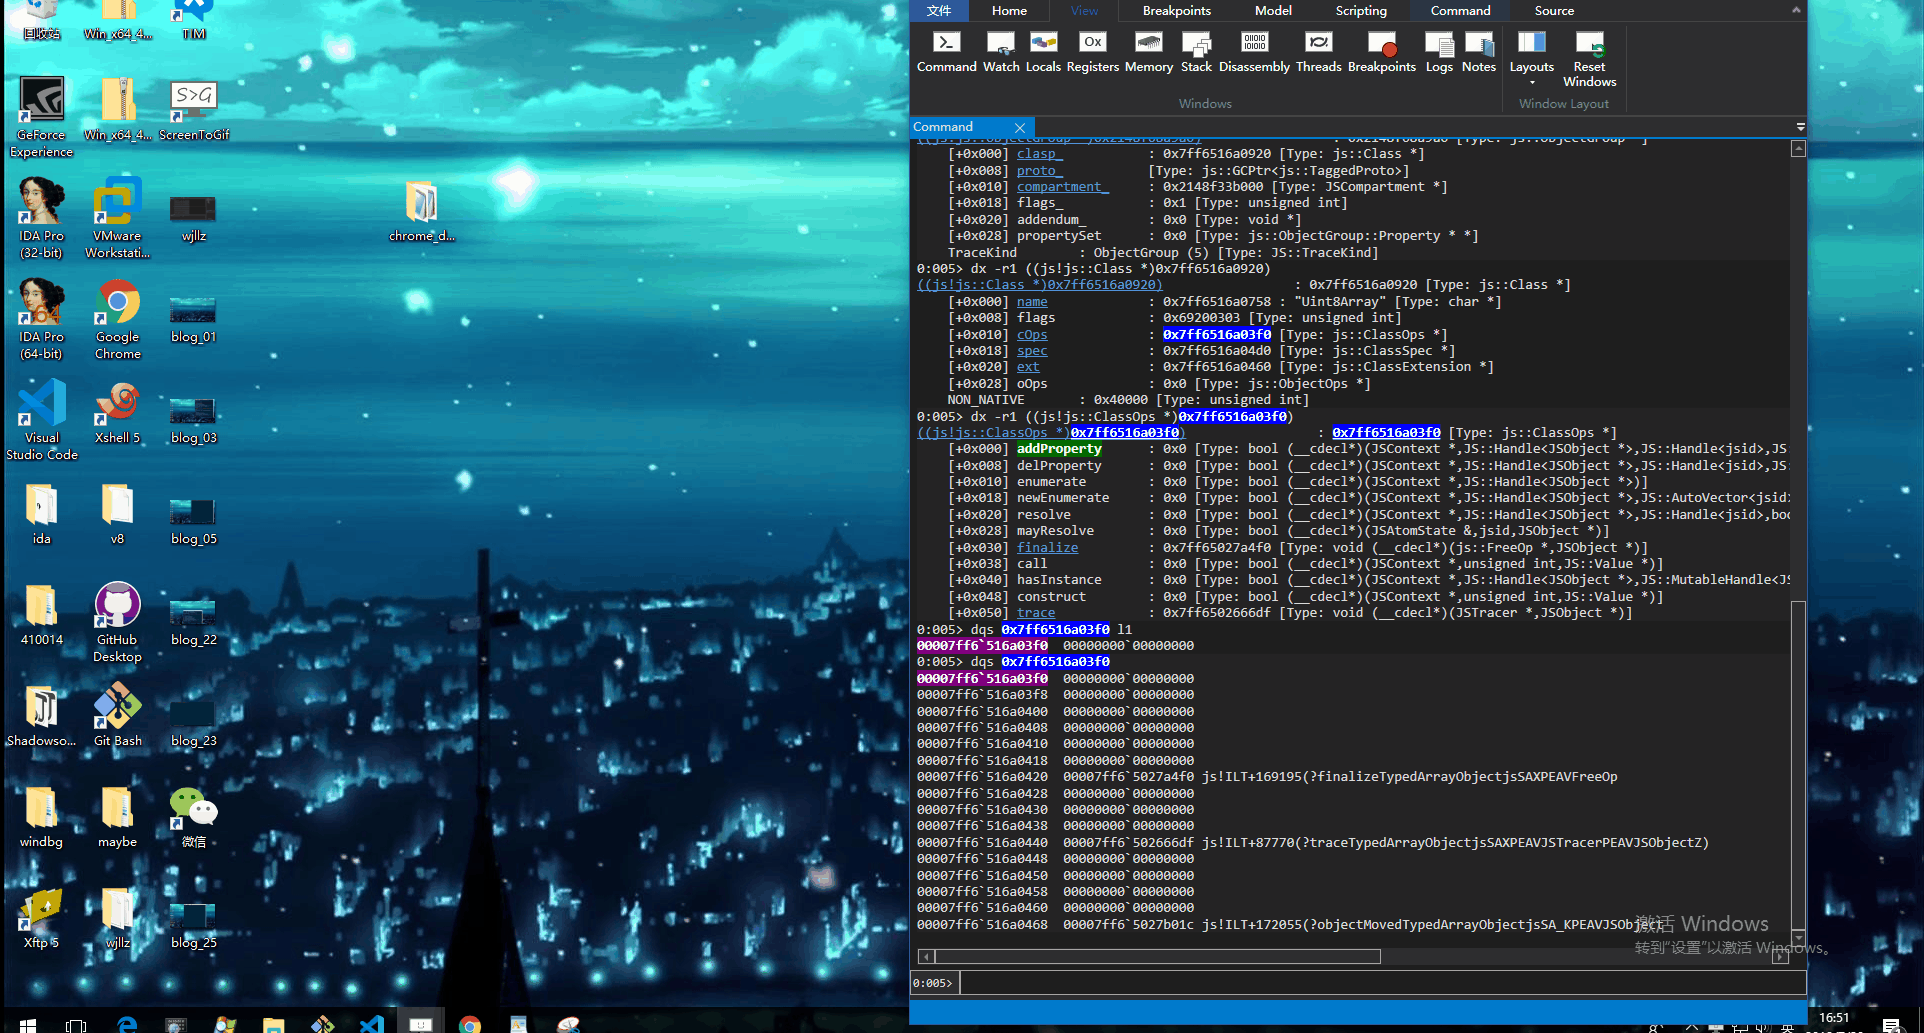 回收站
Win_x64_4...
TIM
GeForce
Experience
Win_x64_4...
S>G
ScreenToGif
IDA Pro
(32-bit)
VMware
Workstati...
wjllz
chrome_d...
64
IDA Pro
(64-bit)
Google
Chrome
blog_01
Visual
Studio Code
Xshell 5
blog_03
ida
v8
blog_05
410014
GitHub
Desktop
blog_22
Shadowso...
Git Bash
blog_23
windbg
maybe
微信
Xftp 5
wjllz
blog_25
文件 Home View Breakpoints Model Scripting Command Source
Command Watch Locals Registers Memory Stack Disassembly Threads Breakpoints Logs Notes Layouts Reset
Windows
Windows Window Layout
Command
((js!js::ObjectGroup *)0x2148f68a9a0) : 0x2148f68a9a0 [Type: js::ObjectGroup *]
[+0x000] clasp_ : 0x7ff6516a0920 [Type: js::Class *]
[+0x008] proto_ [Type: js::GCPtr<js::TaggedProto>]
[+0x010] compartment_ : 0x2148f33b000 [Type: JSCompartment *]
[+0x018] flags_ : 0x1 [Type: unsigned int]
[+0x020] addendum_ : 0x0 [Type: void *]
[+0x028] propertySet : 0x0 [Type: js::ObjectGroup::Property * *]
TraceKind : ObjectGroup (5) [Type: JS::TraceKind]
0:005> dx -r1 ((js!js::Class *)0x7ff6516a0920)
((js!js::Class *)0x7ff6516a0920) : 0x7ff6516a0920 [Type: js::Class *]
[+0x000] name : 0x7ff6516a0758 : "Uint8Array" [Type: char *]
[+0x008] flags : 0x69200303 [Type: unsigned int]
[+0x010] cOps : 0x7ff6516a03f0 [Type: js::ClassOps *]
[+0x018] spec : 0x7ff6516a04d0 [Type: js::ClassSpec *]
[+0x020] ext : 0x7ff6516a0460 [Type: js::ClassExtension *]
[+0x028] oOps : 0x0 [Type: js::ObjectOps *]
NON_NATIVE : 0x40000 [Type: unsigned int]
0:005> dx -r1 ((js!js::ClassOps *)0x7ff6516a03f0)
((js!js::ClassOps *)0x7ff6516a03f0) : 0x7ff6516a03f0 [Type: js::ClassOps *]
[+0x000] addProperty : 0x0 [Type: bool (__cdecl*)(JSContext *,JS::Handle<JSObject *>,JS::Handle<jsid>,JS:
[+0x008] delProperty : 0x0 [Type: bool (__cdecl*)(JSContext *,JS::Handle<JSObject *>,JS::Handle<jsid>,JS:
[+0x010] enumerate : 0x0 [Type: bool (__cdecl*)(JSContext *,JS::Handle<JSObject *>)]
[+0x018] newEnumerate : 0x0 [Type: bool (__cdecl*)(JSContext *,JS::Handle<JSObject *>,JS::AutoVector<jsid>
[+0x020] resolve : 0x0 [Type: bool (__cdecl*)(JSContext *,JS::Handle<JSObject *>,JS::Handle<jsid>,boo
[+0x028] mayResolve : 0x0 [Type: bool (__cdecl*)(JSAtomState &,jsid,JSObject *)]
[+0x030] finalize : 0x7ff65027a4f0 [Type: void (__cdecl*)(js::FreeOp *,JSObject *)]
[+0x038] call : 0x0 [Type: bool (__cdecl*)(JSContext *,unsigned int,JS::Value *)]
[+0x040] hasInstance : 0x0 [Type: bool (__cdecl*)(JSContext *,JS::Handle<JSObject *>,JS::MutableHandle<JS
[+0x048] construct : 0x0 [Type: bool (__cdecl*)(JSContext *,unsigned int,JS::Value *)]
[+0x050] trace : 0x7ff6502666df [Type: void (__cdecl*)(JSTracer *,JSObject *)]
0:005> dqs 0x7ff6516a03f0 l1
00007ff6`516a03f0 00000000`00000000
0:005> dqs 0x7ff6516a03f0
00007ff6`516a03f0 00000000`00000000
00007ff6`516a03f8 00000000`00000000
00007ff6`516a0400 00000000`00000000
00007ff6`516a0408 00000000`00000000
00007ff6`516a0410 00000000`00000000
00007ff6`516a0418 00000000`00000000
00007ff6`516a0420 00007ff6`5027a4f0 js!ILT+169195(?finalizeTypedArrayObjectjsSAXPEAVFreeOp
00007ff6`516a0428 00000000`00000000
00007ff6`516a0430 00000000`00000000
00007ff6`516a0438 00000000`00000000
00007ff6`516a0440 00007ff6`502666df js!ILT+87770(?traceTypedArrayObjectjsSAXPEAVJSTracerPEAVJSObjectZ)
00007ff6`516a0448 00000000`00000000
00007ff6`516a0450 00000000`00000000
00007ff6`516a0458 00000000`00000000
00007ff6`516a0460 00000000`00000000
00007ff6`516a0468 00007ff6`5027b01c js!ILT+172055(?objectMovedTypedArrayObjectjsSA_KPEAVJSObject
激活 Windows
转到"设置"以激活 Windows。
0:005>
16:51